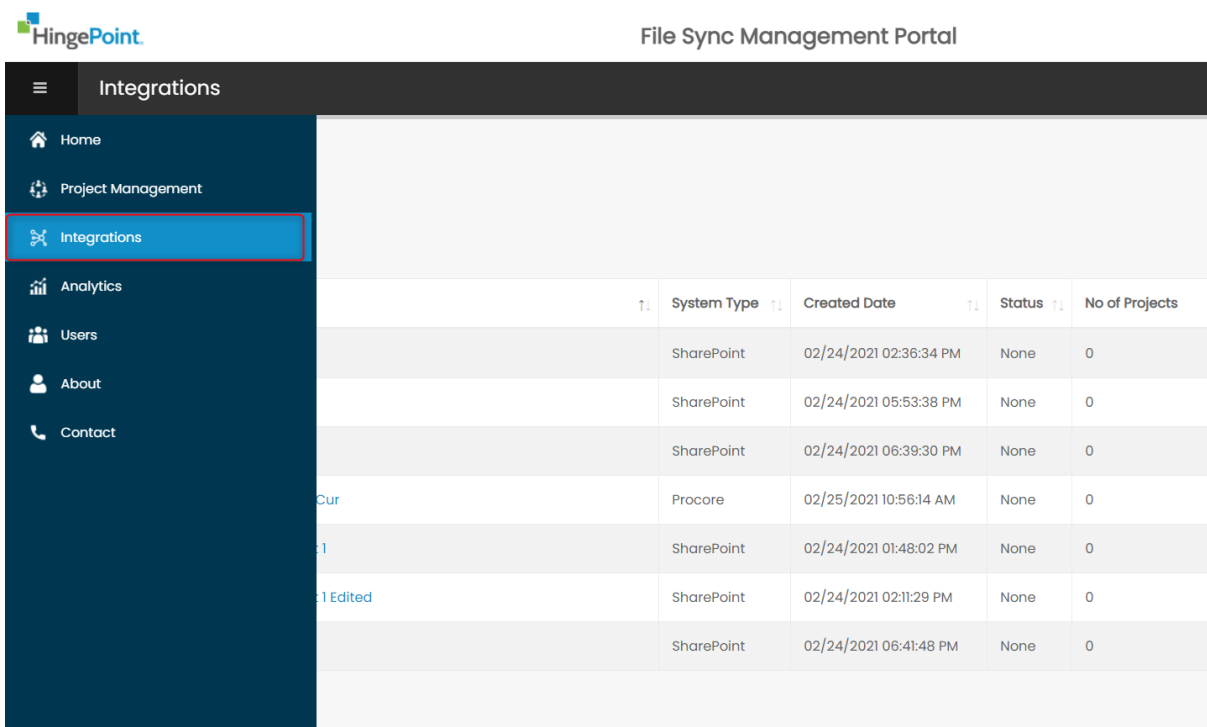 HingePoint.
File Sync Management Portal
Integrations
Home
Project Management
Integrations
Analytics
Users
About
Contact
System Type Created Date Status No of Projects
SharePoint 02/24/2021 02:36:34 PM None 0
SharePoint 02/24/2021 05:53:38 PM None 0
SharePoint 02/24/2021 06:39:30 PM None 0
Cur Procore 02/25/2021 10:56:14 AM None 0
1 SharePoint 02/24/2021 01:48:02 PM None 0
1 Edited SharePoint 02/24/2021 02:11:29 PM None 0
SharePoint 02/24/2021 06:41:48 PM None 0